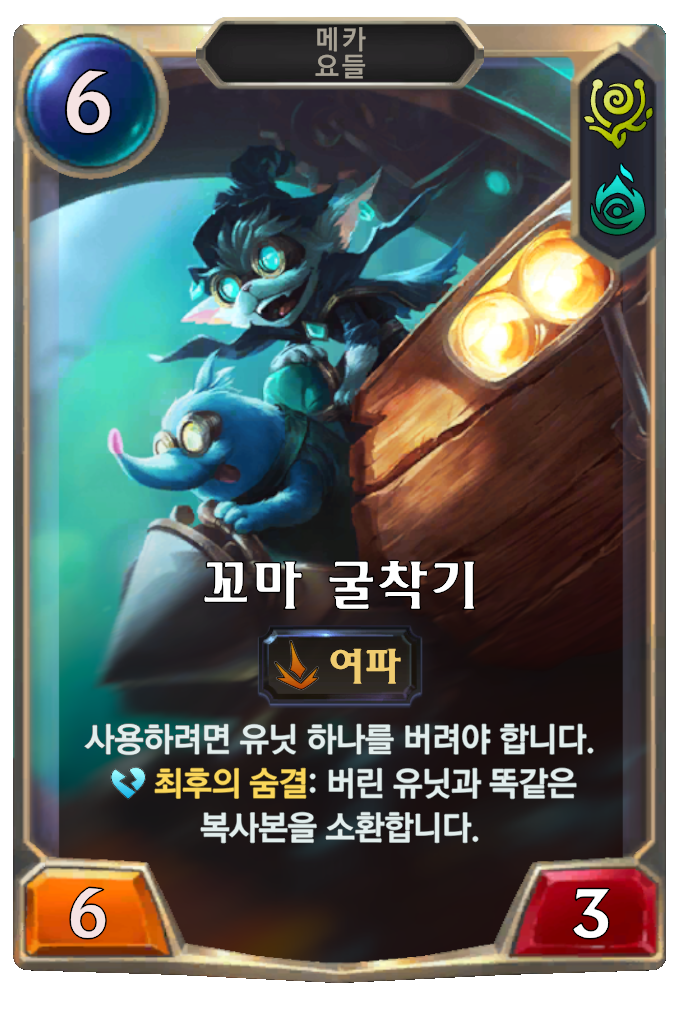 메카
요들
6
꼬마 굴착기
여파
사용하려면 유닛 하나를 버려야 합니다.
최후의 숨결: 버린 유닛과 똑같은
복사본을 소환합니다.
6
3